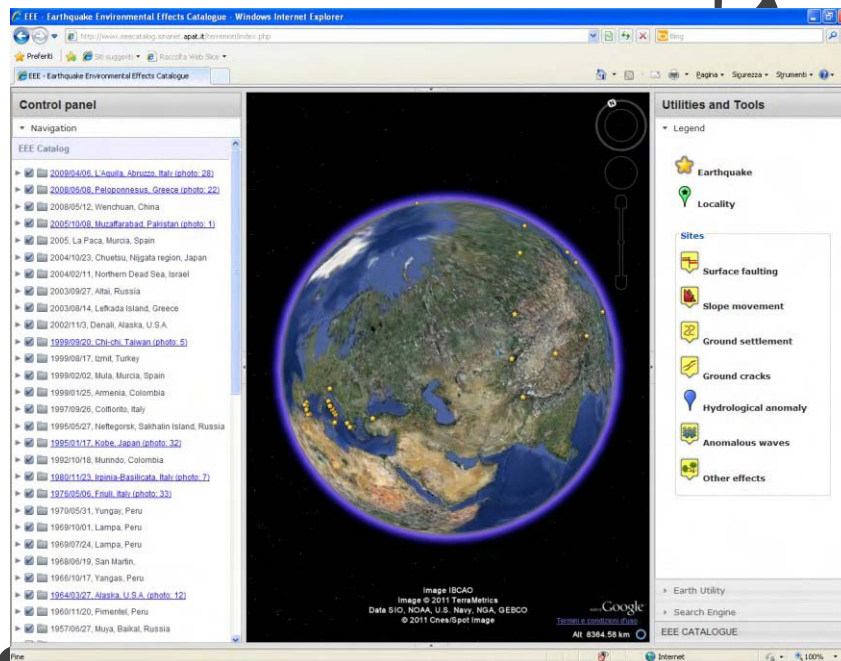 EEE - Earthquake Environmental Effects Catalogue - Windows Internet Explorer
http://www.eeecatalog.sinanet.apat.it/terremoti/index.php
Bing
Preferiti
Siti suggeriti
Raccolta Web Slice
EEE - Earthquake Environmental Effects Catalogue
Pagina
Sicurezza
Strumenti
Control panel
Navigation
EEE Catalog
2009/04/06, L'Aquila, Abruzzo, Italy (photo: 28)
2008/06/08, Peloponnesus, Greece (photo: 22)
2008/05/12, Wenchuan, China
2005/10/08, Muzaffarabad, Pakistan (photo: 1)
2005, La Paca, Murcia, Spain
2004/10/23, Chuetsu, Niigata region, Japan
2004/02/11, Northern Dead Sea, Israel
2003/09/27, Altai, Russia
2003/08/14, Lefkada Island, Greece
2002/11/3, Denali, Alaska, U.S.A.
1999/09/20, Chi-chi, Taiwan (photo: 5)
1999/08/17, Izmit, Turkey
1999/02/02, Mula, Murcia, Spain
1999/01/25, Armenia, Colombia
1997/09/26, Colfiorito, Italy
1995/05/27, Neftegorsk, Sakhalin Island, Russia
1995/01/17, Kobe, Japan (photo: 32)
1992/10/18, Murindo, Colombia
1980/11/23, Irpinia-Basilicata, Italy (photo: 7)
1976/05/06, Friuli, Italy (photo: 33)
1970/05/31, Yungay, Peru
1969/10/01, Lampa, Peru
1969/07/24, Lampa, Peru
1968/06/19, San Martin,
1966/10/17, Yangas, Peru
1964/03/27, Alaska, U.S.A. (photo: 12)
1960/11/20, Pimentel, Peru
1957/06/27, Muya, Baikal, Russia
Image IBCAO
Image © 2011 TerraMetrics
Data SIO, NOAA, U.S. Navy, NGA, GEBCO
© 2011 Cnes/Spot Image
Google
Termini e condizioni d'uso
Alt 8364.58 km
Utilities and Tools
Legend
Earthquake
Locality
Sites
Surface faulting
Slope movement
Ground settlement
Ground cracks
Hydrological anomaly
Anomalous waves
Other effects
Earth Utility
Search Engine
EEE CATALOGUE
Fine
Internet
100%